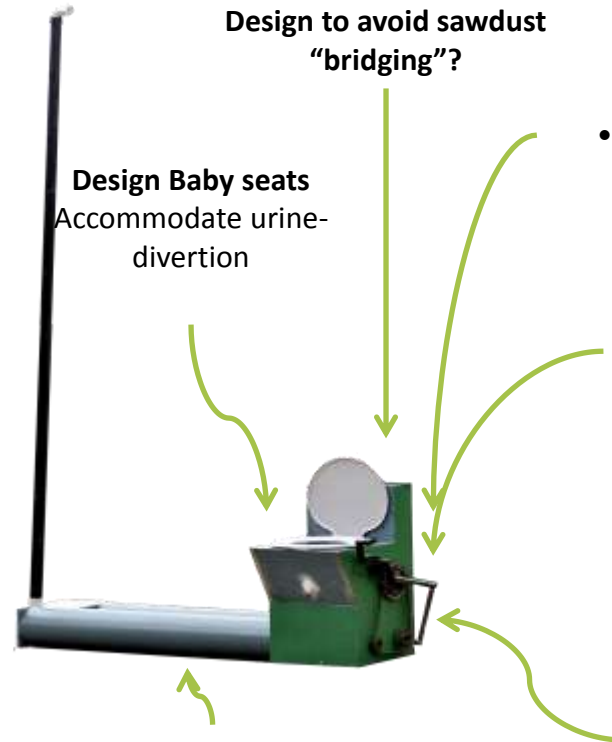 Design to avoid sawdust
“bridging”?
•
Design Baby seats
Accommodate urine-
divertion